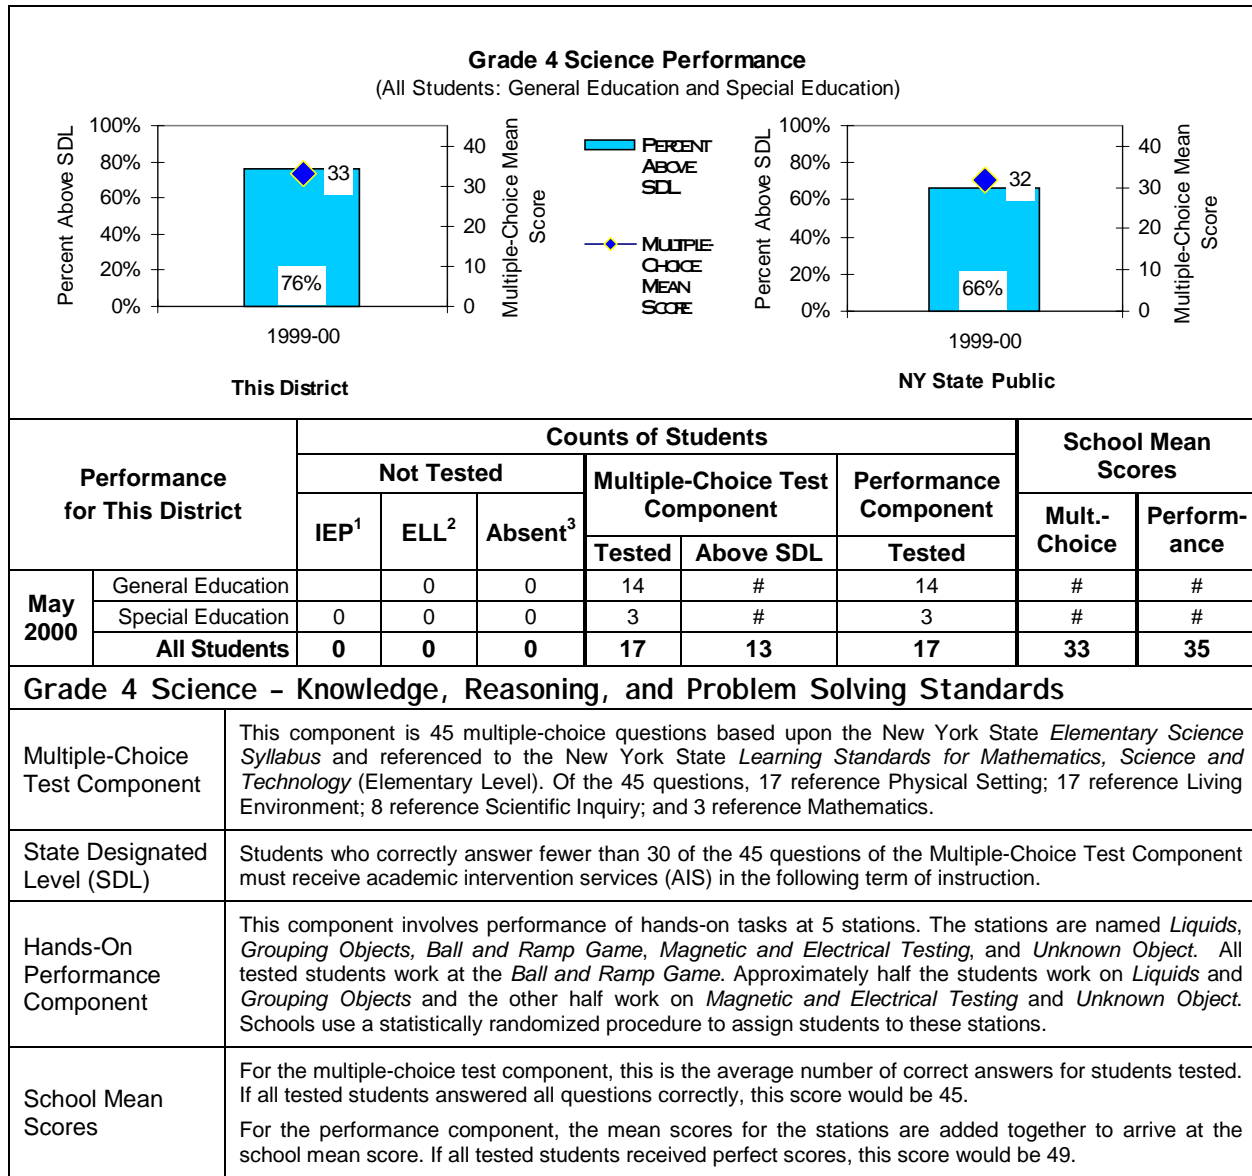 Grade 4 Science Performance
(All Students: General Education and Special Education)
Percent Above SDL
100%
80%
60%
40%
20%
0%
33
76%
1999-00
40
30
20
10
0
Multiple-Choice Mean
Score
This District
PERCENT
ABOVE
SDL
MULTIPLE-
CHOICE
MEAN
SCORE
Percent Above SDL
100%
80%
60%
40%
20%
0%
32
66%
1999-00
40
30
20
10
0
Multiple-Choice Mean
Score
NY State Public
Performance
for This District
Counts of Students
School Mean
Scores
Not Tested
Multiple-Choice Test
Component
Performance
Component
IEP1 ELL2 Absent3
Tested Above SDL Tested
Mult.-
Choice
Perform-
ance
May
2000
General Education 0 0 14 # 14 # #
Special Education 0 0 0 3 # 3 # #
All Students 0 0 0 17 13 17 33 35
Grade 4 Science – Knowledge, Reasoning, and Problem Solving Standards
Multiple-Choice
Test Component
This component is 45 multiple-choice questions based upon the New York State Elementary Science
Syllabus and referenced to the New York State Learning Standards for Mathematics, Science and
Technology (Elementary Level). Of the 45 questions, 17 reference Physical Setting; 17 reference Living
Environment; 8 reference Scientific Inquiry; and 3 reference Mathematics.
State Designated
Level (SDL)
Students who correctly answer fewer than 30 of the 45 questions of the Multiple-Choice Test Component
must receive academic intervention services (AIS) in the following term of instruction.
Hands-On
Performance
Component
This component involves performance of hands-on tasks at 5 stations. The stations are named Liquids,
Grouping Objects, Ball and Ramp Game, Magnetic and Electrical Testing, and Unknown Object. All
tested students work at the Ball and Ramp Game. Approximately half the students work on Liquids and
Grouping Objects and the other half work on Magnetic and Electrical Testing and Unknown Object.
Schools use a statistically randomized procedure to assign students to these stations.
School Mean
Scores
For the multiple-choice test component, this is the average number of correct answers for students tested.
If all tested students answered all questions correctly, this score would be 45.
For the performance component, the mean scores for the stations are added together to arrive at the
school mean score. If all tested students received perfect scores, this score would be 49.